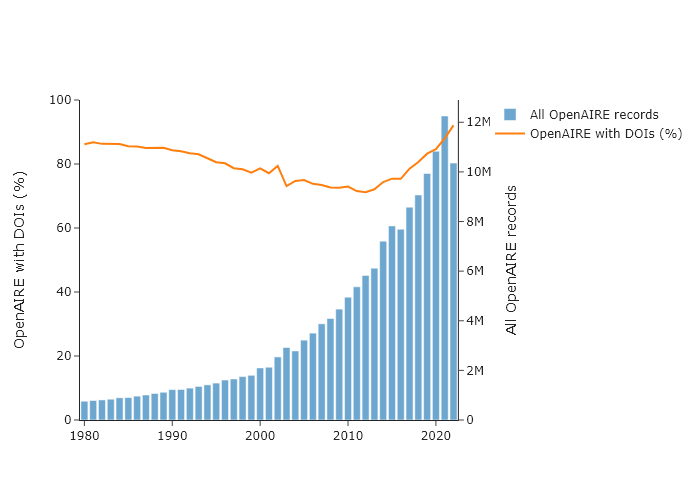 100
80
60
40
20
0
OpenAIRE with DOIs (%)
12M
10M
8M
6M
4M
2M
0
All OpenAIRE records
1980
1990
2000
2010
2020
All OpenAIRE records
OpenAIRE with DOIs (%)